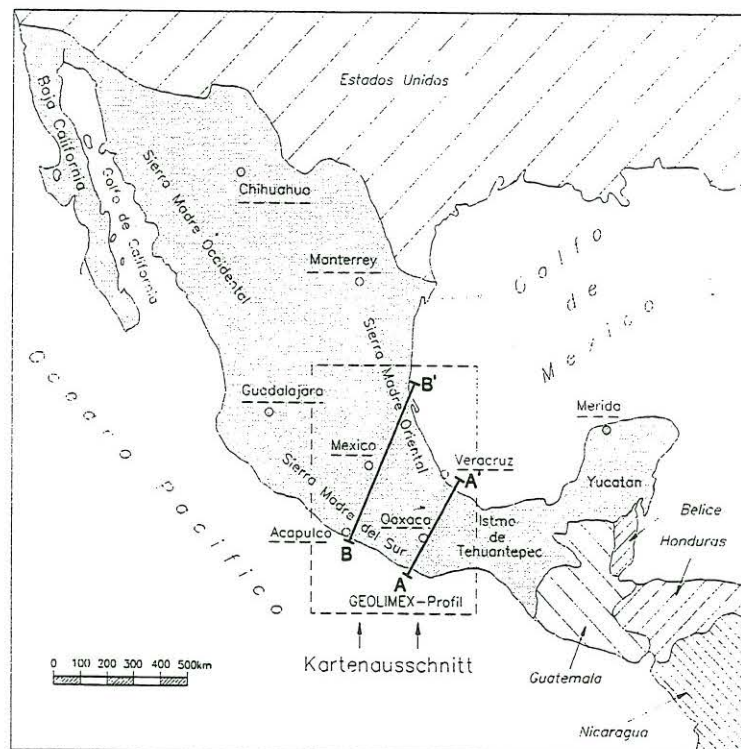 Estados Unidos
Baja California
Golfo de California
Sierra Madre Occidental
Chihuahua
Monterrey
Golfo
de
Mexico
Sierra Madre Oriental
B'
Guadalajara
Merida
Mexico
Veracruz
A'
Yucatán
Sierra Madre del Sur
Oaxaca
Istmo
de
Tehuantepec
Belice
Honduras
Acapulco
B
A
GEOLIMEX-Profil
Oceano pacifico
Kartenausschnitt
0 100 200 300 400 500km
Guatemala
Nicaragua